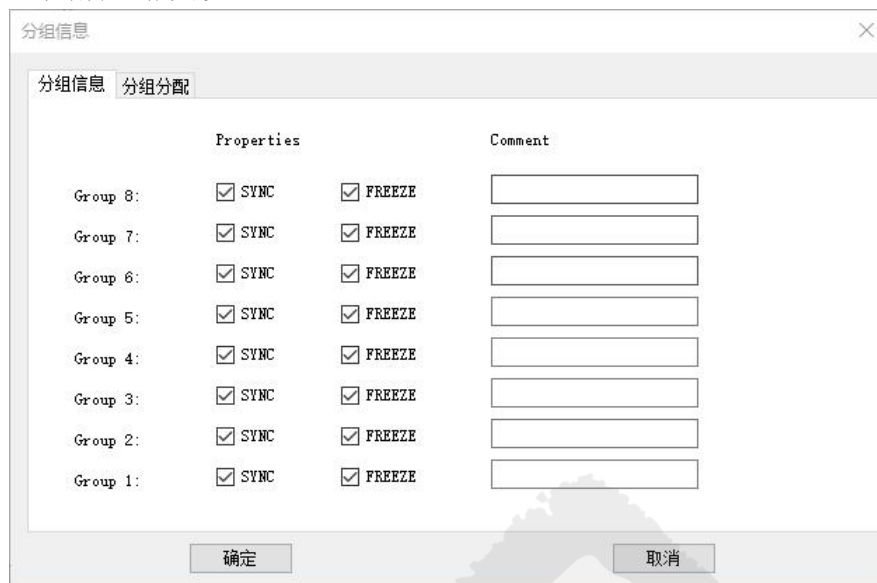 分组信息
分组信息 分组分配
Properties Comment
Group 8: SYNC FREEZE
Group 7: SYNC FREEZE
Group 6: SYNC FREEZE
Group 5: SYNC FREEZE
Group 4: SYNC FREEZE
Group 3: SYNC FREEZE
Group 2: SYNC FREEZE
Group 1: SYNC FREEZE
确定 取消